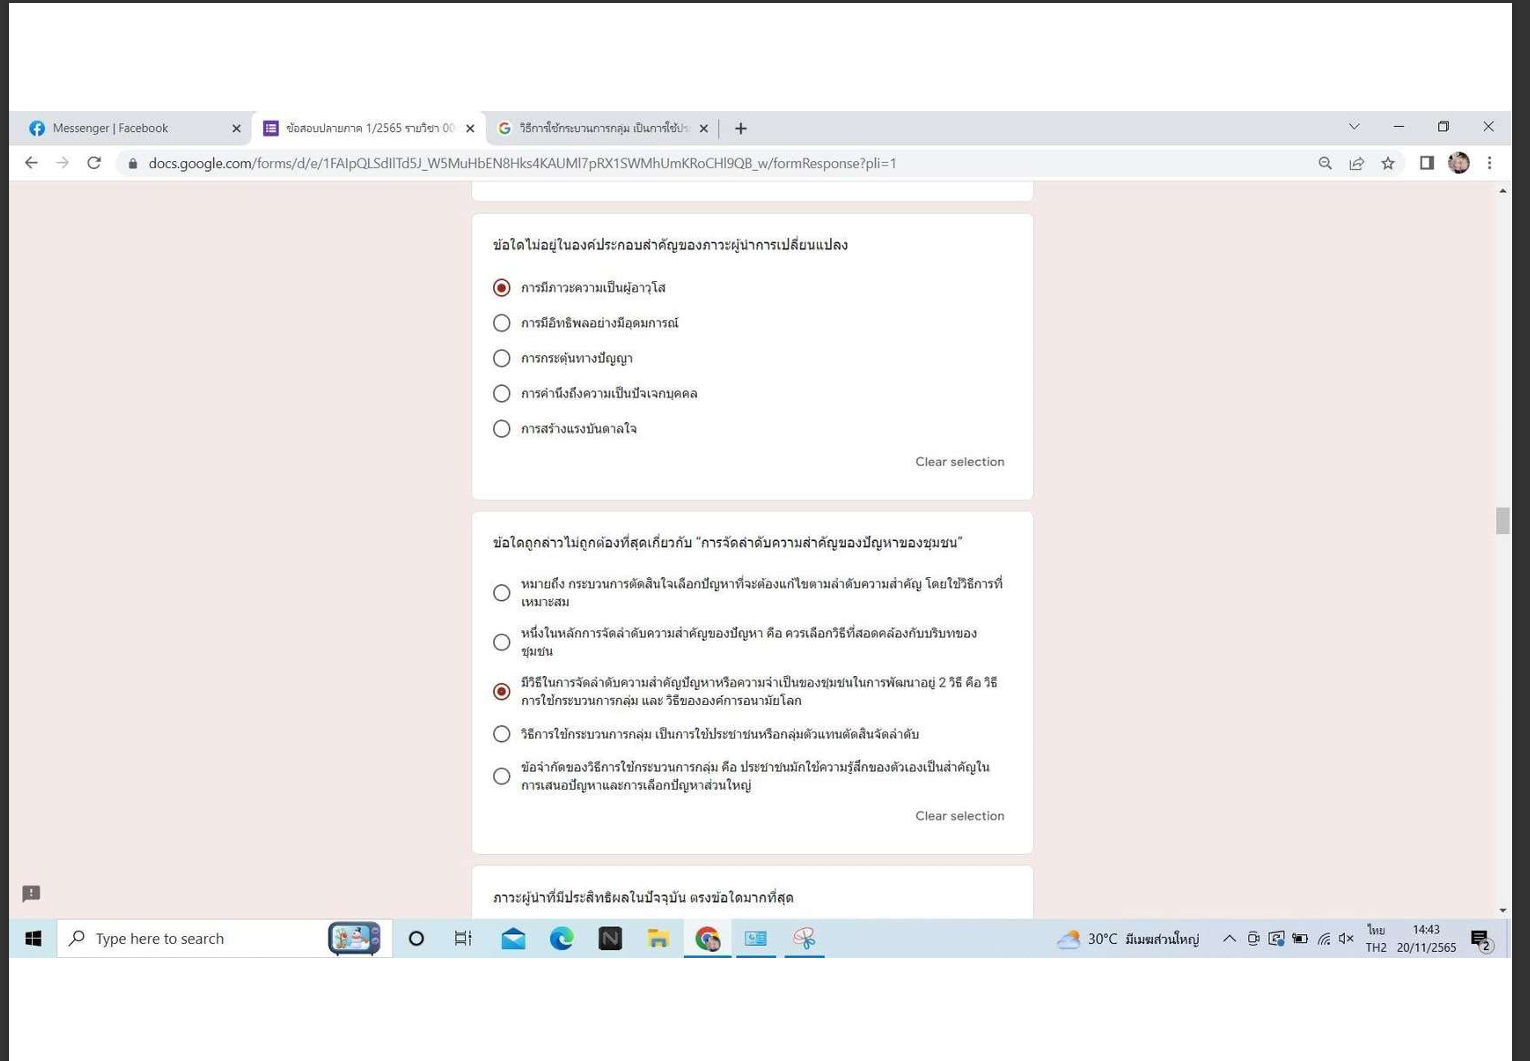 Messenger | Facebook
ข้อสอบปลายภาค 1/2565 รายวิชา 00
วิธีการใช้กระบวนการกลุ่ม เป็นการใช้ประ
docs.google.com/forms/d/e/1FAIpQLSdIlTd5J_W5MuHbEN8Hks4KAUMl7pRX1SWMhUmKRoCHl9QB_w/formResponse?pli=1
ข้อใดไม่อยู่ในองค์ประกอบสำคัญของภาวะผู้นำการเปลี่ยนแปลง
การมีภาวะความเป็นผู้อาวุโส
การมีอิทธิพลอย่างมีอุดมการณ์
การกระตุ้นทางปัญญา
การคำนึงถึงความเป็นปัจเจกบุคคล
การสร้างแรงบันดาลใจ
Clear selection
ข้อใดถูกล่าวไม่ถูกต้องที่สุดเกี่ยวกับ “การจัดลำดับความสำคัญของปัญหาของชุมชน”
หมายถึง กระบวนการตัดสินใจเลือกปัญหาที่จะต้องแก้ไขตามลำดับความสำคัญ โดยใช้วิธีการที่
เหมาะสม
หนึ่งในหลักการจัดลำดับความสำคัญของปัญหา คือ ควรเลือกวิธีที่สอดคล้องกับบริบทของ
ชุมชน
มีวิธีในการจัดลำดับความสำคัญปัญหาหรือความจำเป็นของชุมชนในการพัฒนาอยู่ 2 วิธี คือ วิธี
การใช้กระบวนการกลุ่ม และ วิธีขององค์การอนามัยโลก
วิธีการใช้กระบวนการกลุ่ม เป็นการใช้ประชาชนหรือกลุ่มตัวแทนตัดสินจัดลำดับ
ข้อจำกัดของวิธีการใช้กระบวนการกลุ่ม คือ ประชาชนมักใช้ความรู้สึกของตัวเองเป็นสำคัญใน
การเสนอปัญหาและการเลือกปัญหาส่วนใหญ่
Clear selection
ภาวะผู้นำที่มีประสิทธิผลในปัจจุบัน ตรงข้อใดมากที่สุด
Type here to search
30°C มีเมฆส่วนใหญ่
ไทย
TH2
14:43
20/11/2565
2